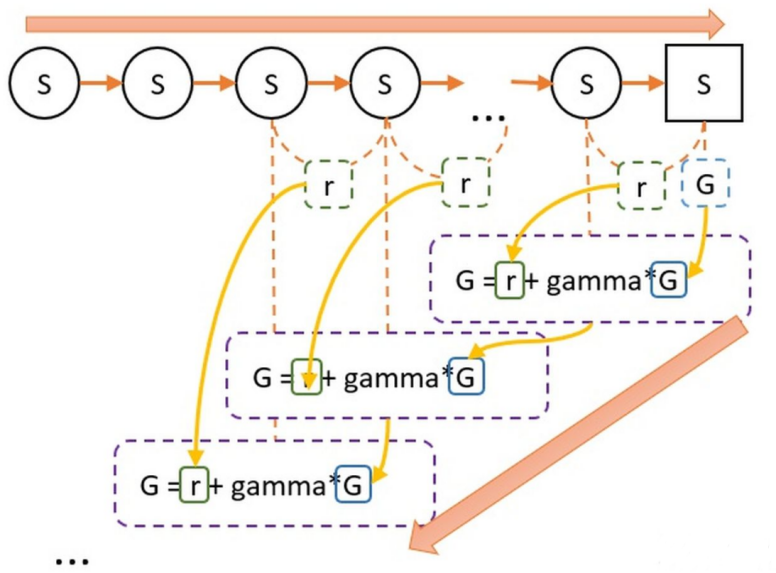 S S S S ... S S
r r r G
G = r + gamma*G
G = + gamma*G
G = r + gamma*G
...